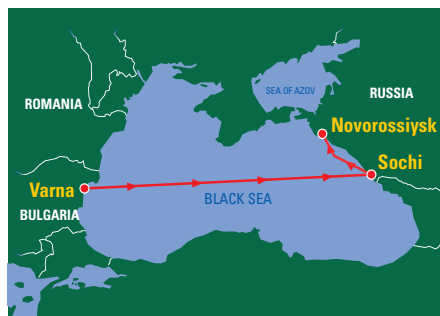 SEA OF AZOV
ROMANIA
RUSSIA
Novorossiysk
Sochi
Varna
BLACK SEA
BULGARIA